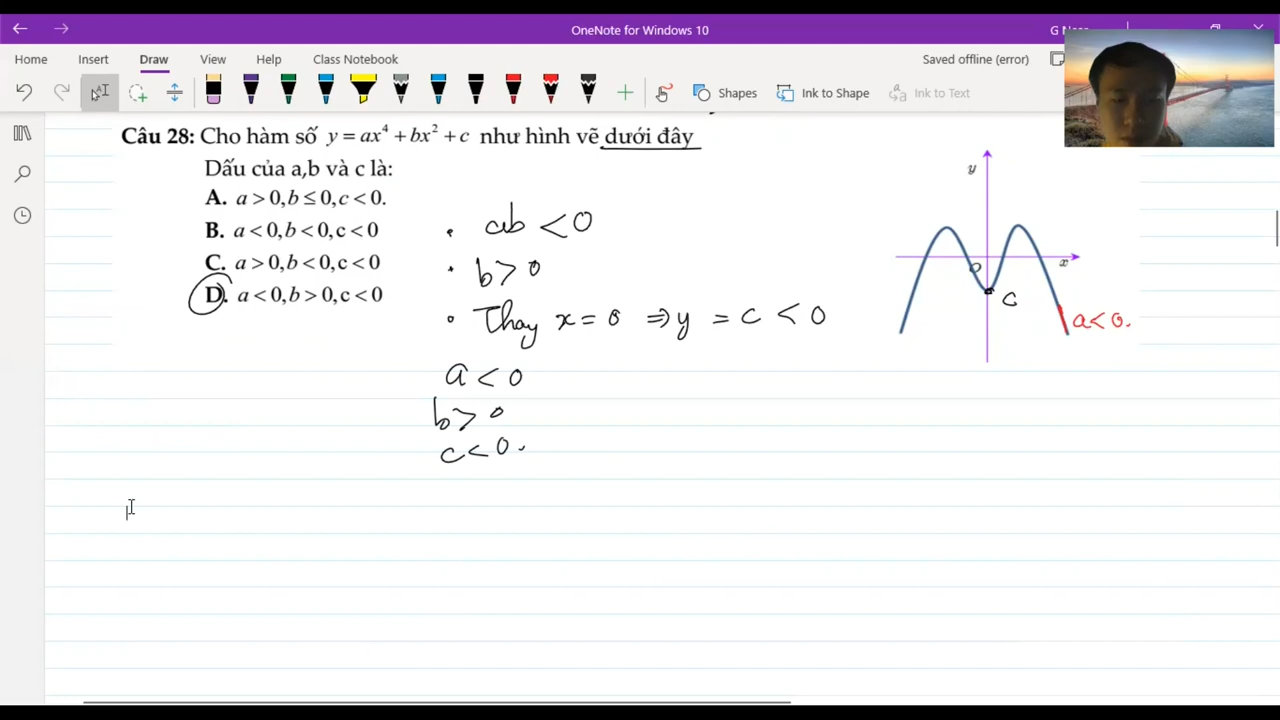 OneNote for Windows 10
Home Insert Draw View Help Class Notebook Saved offline (error)
Shapes Ink to Shape Ink to Text
Câu 28: Cho hàm số y = ax⁴ + bx² + c như hình vẽ dưới đây
Dấu của a,b và c là:
A. a > 0, b ≤ 0, c < 0.
B. a < 0, b < 0, c < 0
C. a > 0, b < 0, c < 0
D. a < 0, b > 0, c < 0
• ab < 0
• b > 0
• Thay x = 0 ⇒ y = c < 0
a < 0
b > 0
c < 0.
y
O
x
C
a < 0.